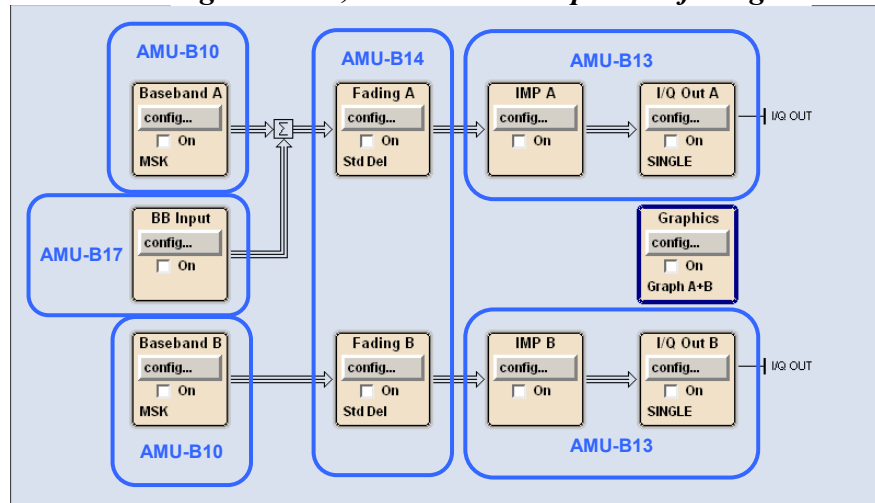 AMU-B10
AMU-B14
AMU-B13
Baseband A
config...
On
MSK
Σ
Fading A
config...
On
Std Del
IMP A
config...
On
I/Q Out A
config...
On
SINGLE
I/Q OUT
AMU-B17
BB Input
config...
On
Graphics
config...
On
Graph A+B
Baseband B
config...
On
MSK
Fading B
config...
On
Std Del
IMP B
config...
On
I/Q Out B
config...
On
SINGLE
I/Q OUT
AMU-B10
AMU-B13